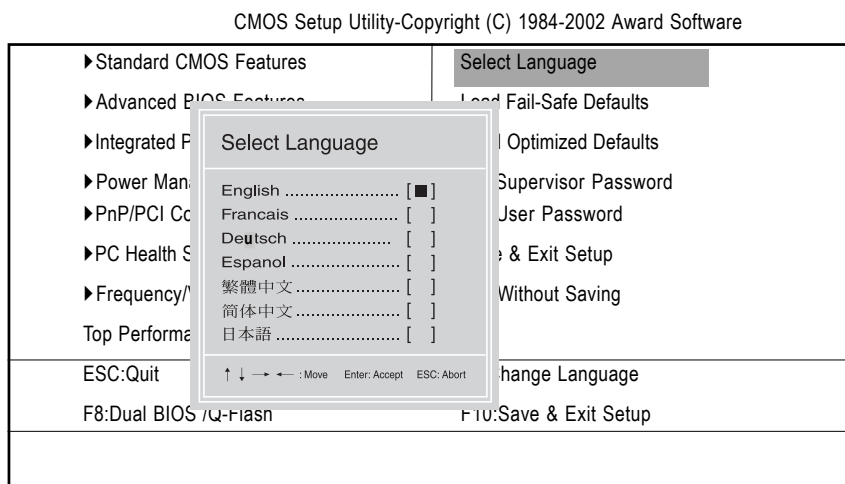 CMOS Setup Utility-Copyright (C) 1984-2002 Award Software
▶Standard CMOS Features
▶Advanced BIOS Features
▶Integrated P
▶Power Man
▶PnP/PCI Co
▶PC Health S
▶Frequency/
Top Performa
Select Language
Load Fail-Safe Defaults
Optimized Defaults
Supervisor Password
User Password
& Exit Setup
Without Saving
Select Language
English ...................... [■]
Francais .................... [ ]
Deutsch ................... [ ]
Espanol ..................... [ ]
繁體中文 .................... [ ]
简体中文 .................... [ ]
日本語 ........................ [ ]
↑ ↓ → ← : Move Enter: Accept ESC: Abort
ESC:Quit
hange Language
F8:Dual BIOS /Q-Flash
F10:Save & Exit Setup